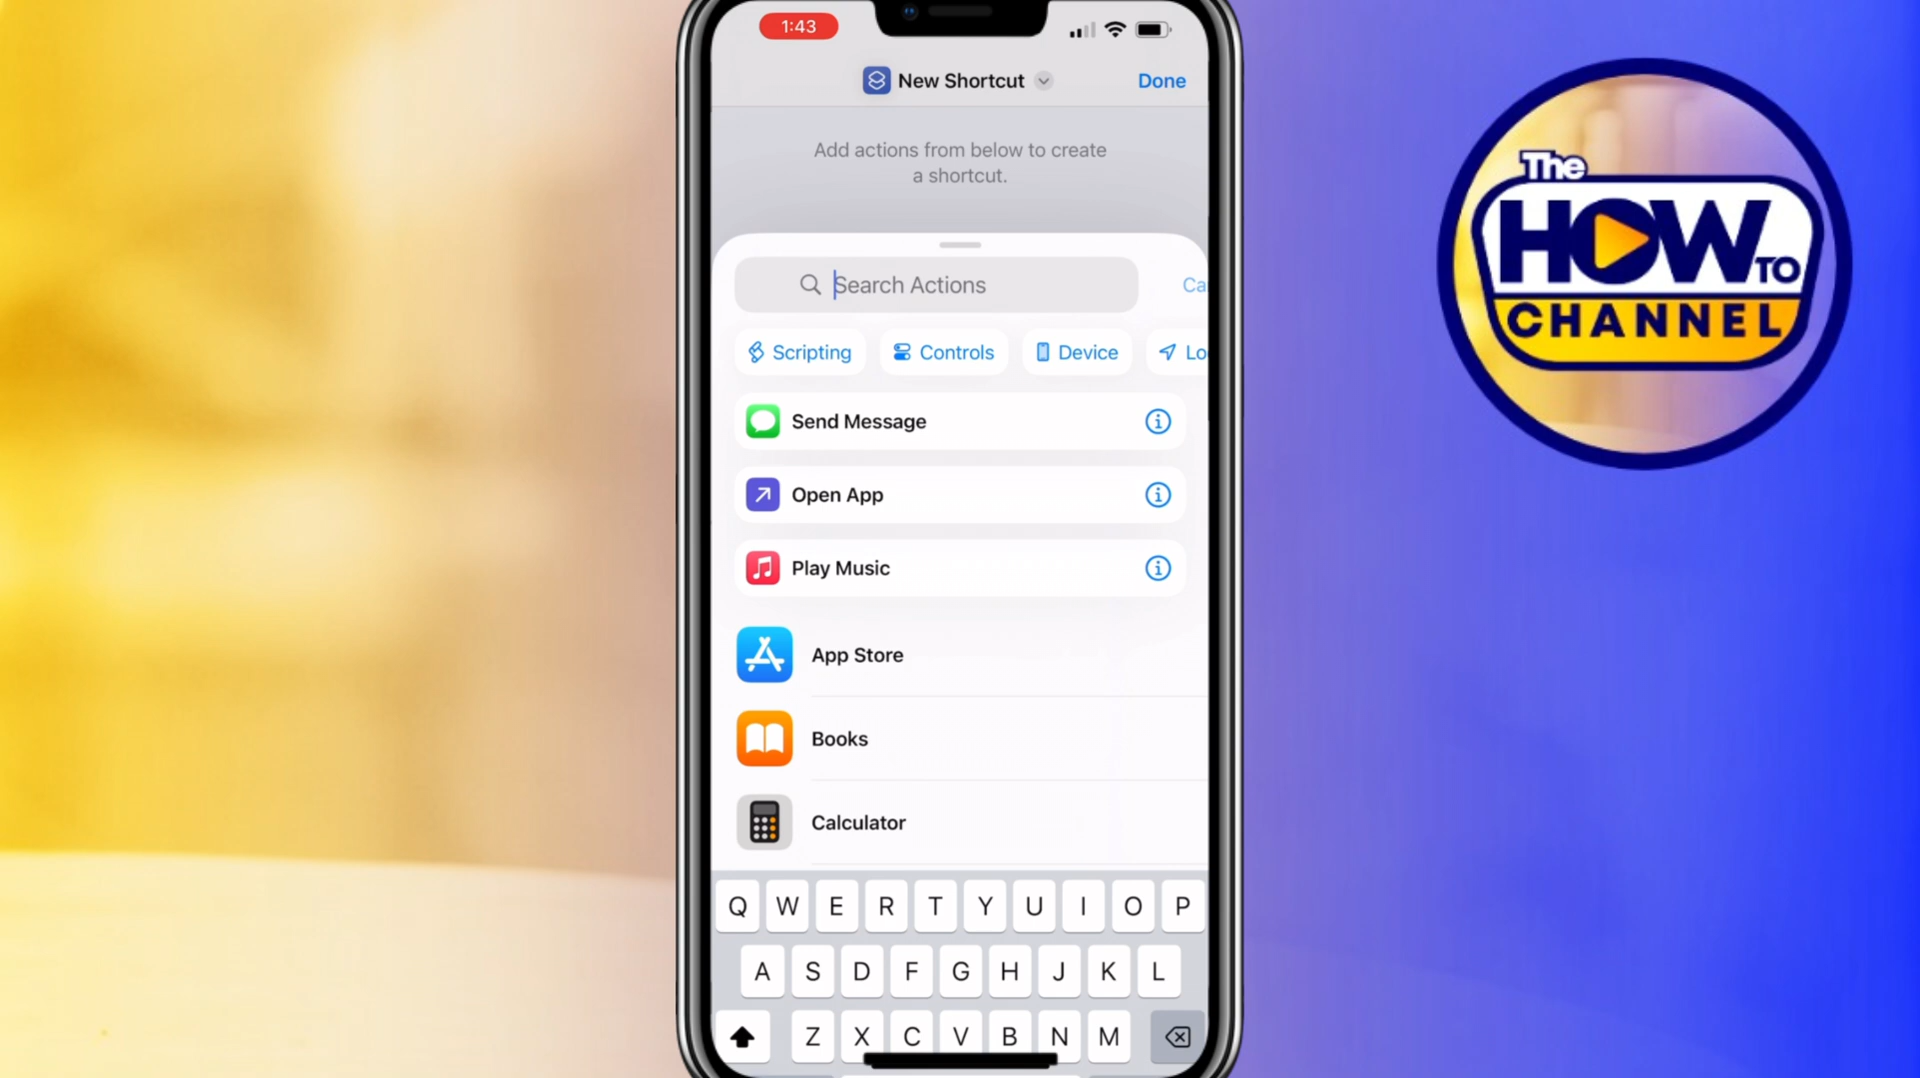 1:43
New Shortcut
Done
Add actions from below to create
a shortcut.
Search Actions
Ca
Scripting
Controls
Device
Lo
Send Message
Open App
Play Music
App Store
Books
Calculator
Q W E R T Y U I O P
A S D F G H J K L
Z X C V B N M
The
HOW TO
CHANNEL